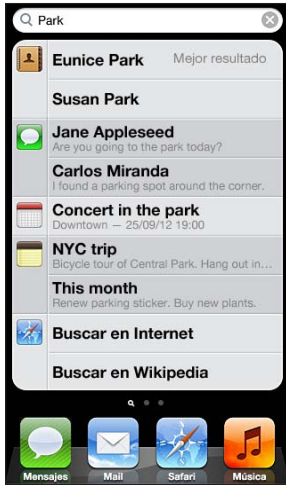 Park
Eunice Park Mejor resultado
Susan Park
Jane Appleseed
Are you going to the park today?
Carlos Miranda
I found a parking spot around the corner.
Concert in the park
Downtown — 25/09/12 19:00
NYC trip
Bicycle tour of Central Park. Hang out in...
This month
Renew parking sticker. Buy new plants.
Buscar en Internet
Buscar en Wikipedia
Mensajes Mail Safari Música